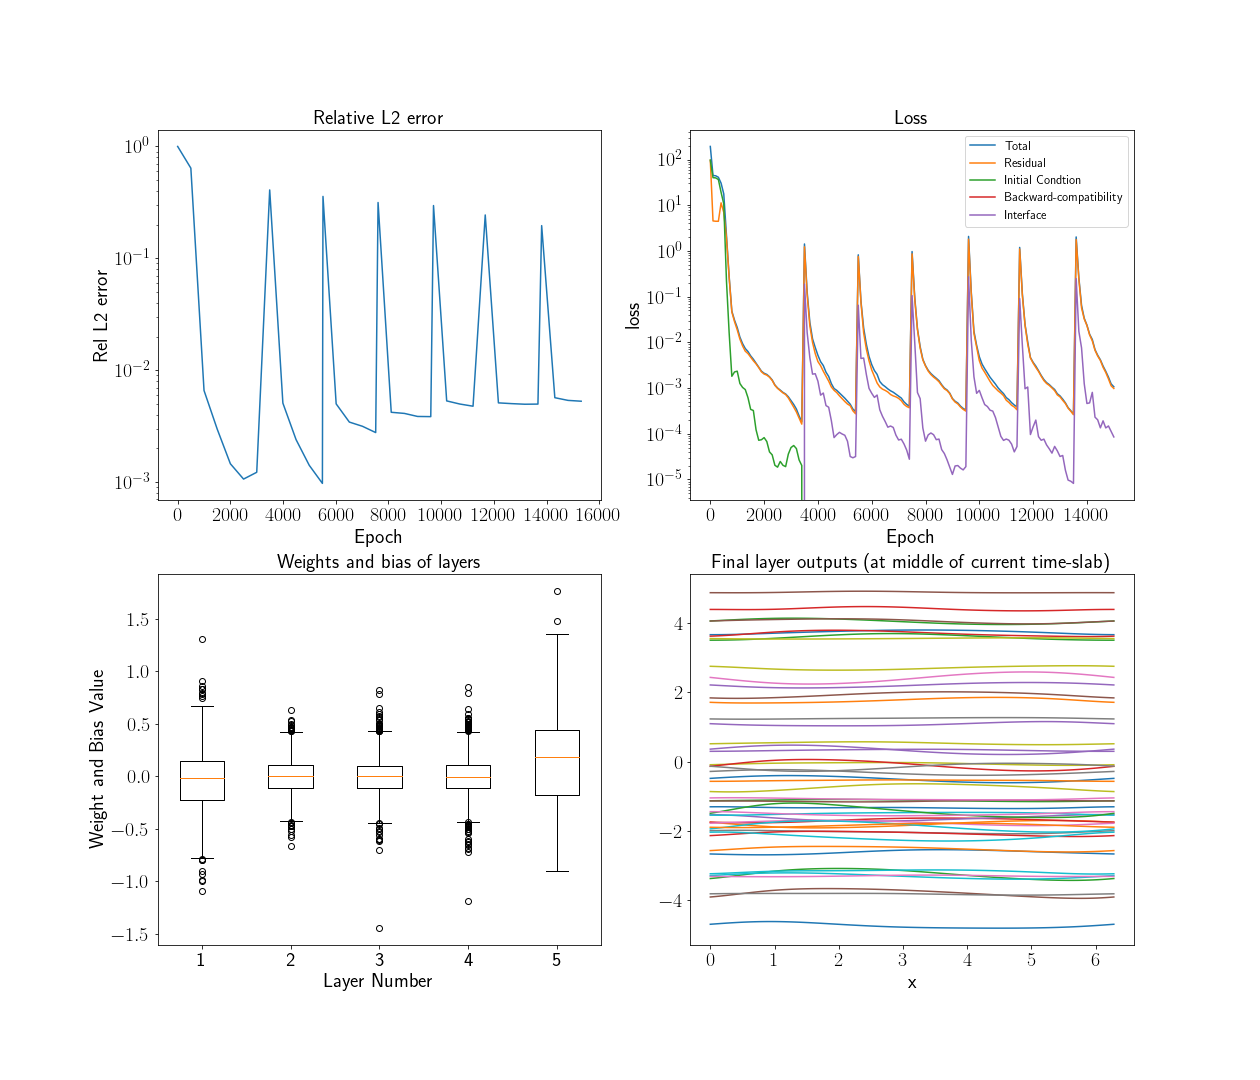 Relative L2 error
10^0
10^−1
10^−2
10^−3
Rel L2 error
0 2000 4000 6000 8000 10000 12000 14000 16000
Epoch
Loss
10^2
10^1
10^0
10^−1
10^−2
10^−3
10^−4
10^−5
loss
Total
Residual
Initial Condtion
Backward-compatibility
Interface
0 2000 4000 6000 8000 10000 12000 14000
Epoch
Weights and bias of layers
1.5
1.0
0.5
0.0
−0.5
−1.0
−1.5
Weight and Bias Value
1 2 3 4 5
Layer Number
Final layer outputs (at middle of current time-slab)
4
2
0
−2
−4
0 1 2 3 4 5 6
x